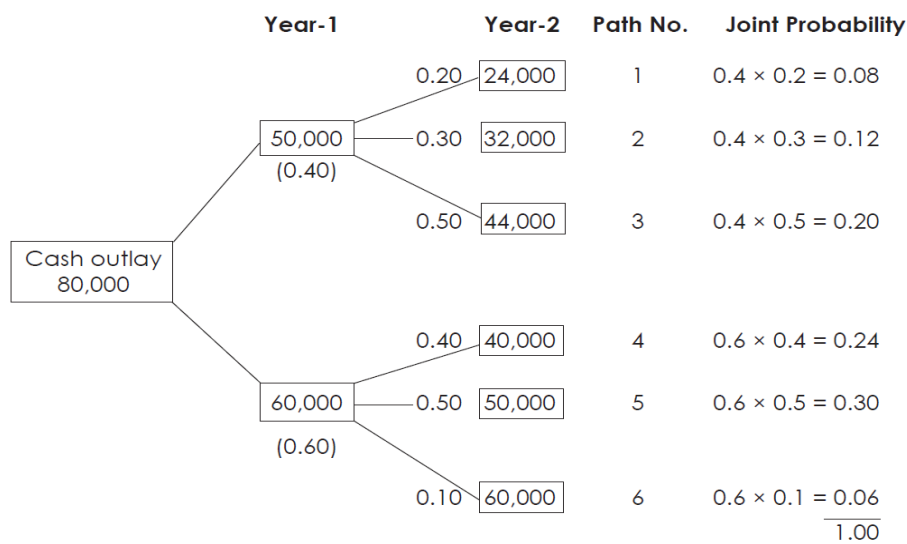 Year-1 Year-2 Path No. Joint Probability
0.20 24,000 1 0.4 × 0.2 = 0.08
50,000 0.30 32,000 2 0.4 × 0.3 = 0.12
(0.40)
0.50 44,000 3 0.4 × 0.5 = 0.20
Cash outlay
80,000
0.40 40,000 4 0.6 × 0.4 = 0.24
60,000 0.50 50,000 5 0.6 × 0.5 = 0.30
(0.60)
0.10 60,000 6 0.6 × 0.1 = 0.06
1.00